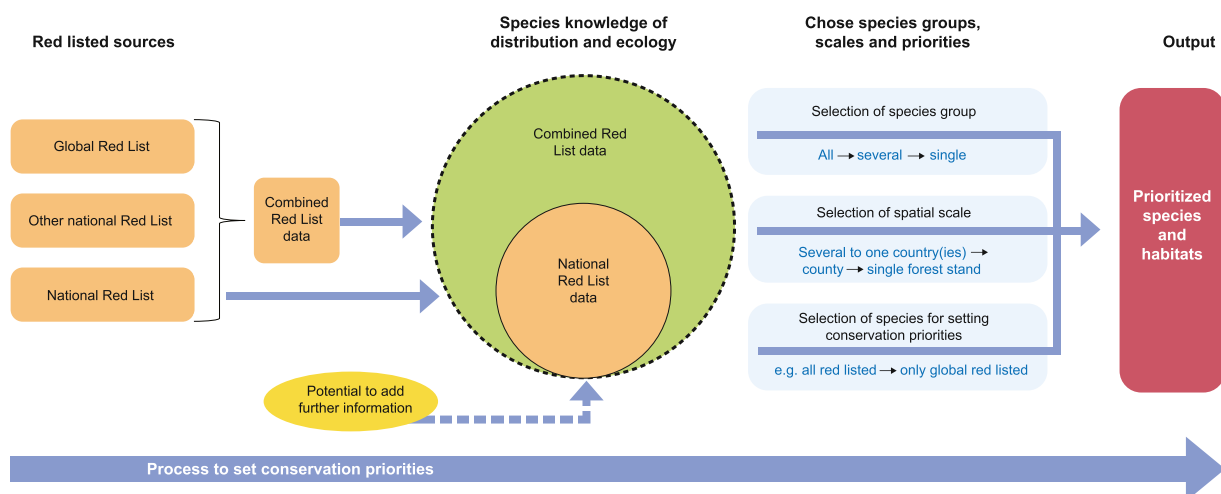 Red listed sources
Species knowledge of
distribution and ecology
Chose species groups,
scales and priorities
Output
Global Red List
Other national Red List
National Red List
Combined
Red List
data
Combined Red
List data
National
Red List
data
Potential to add
further information
Selection of species group
All → several → single
Selection of spatial scale
Several to one country(ies) →
county → single forest stand
Selection of species for setting
conservation priorities
e.g. all red listed → only global red listed
Prioritized
species
and
habitats
Process to set conservation priorities